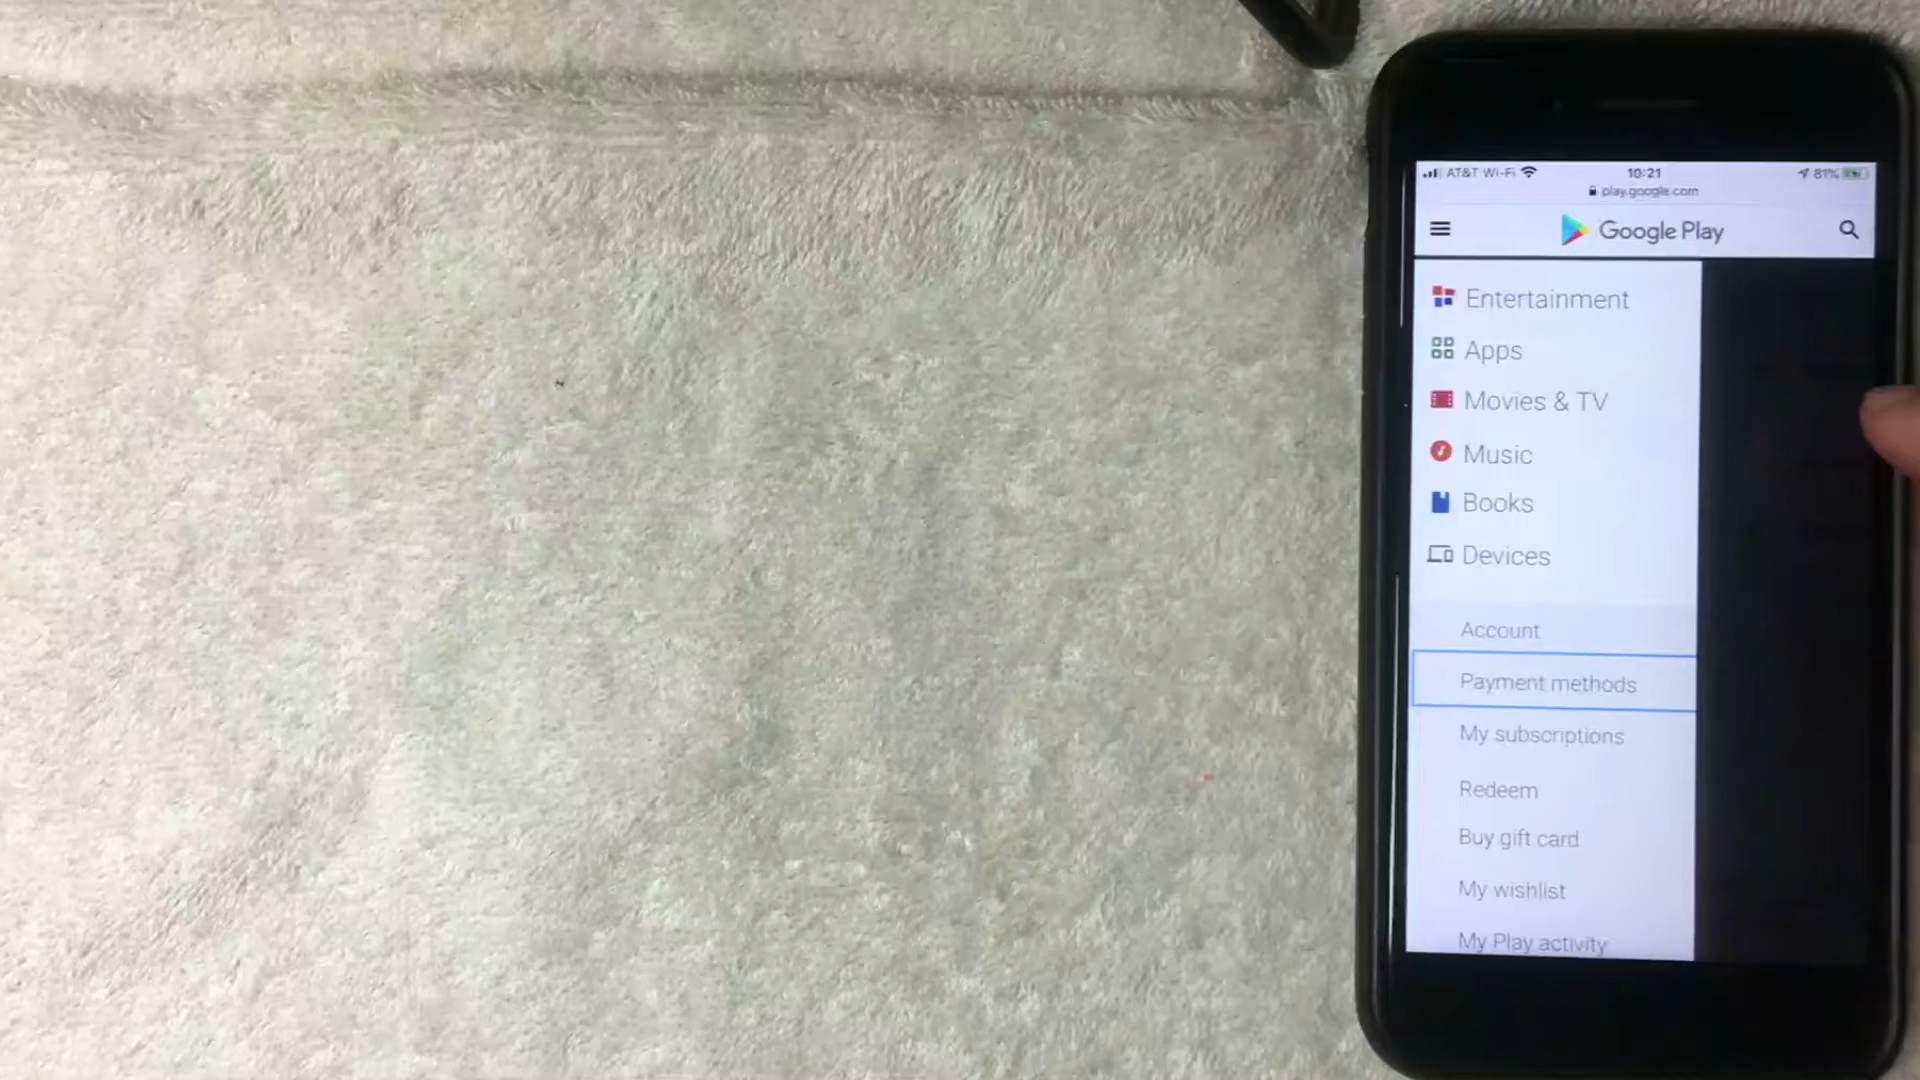 AT&T Wi-Fi 10:21 81%
play.google.com
Google Play
Entertainment
Apps
Movies & TV
Music
Books
Devices
Account
Payment methods
My subscriptions
Redeem
Buy gift card
My wishlist
My Play activity